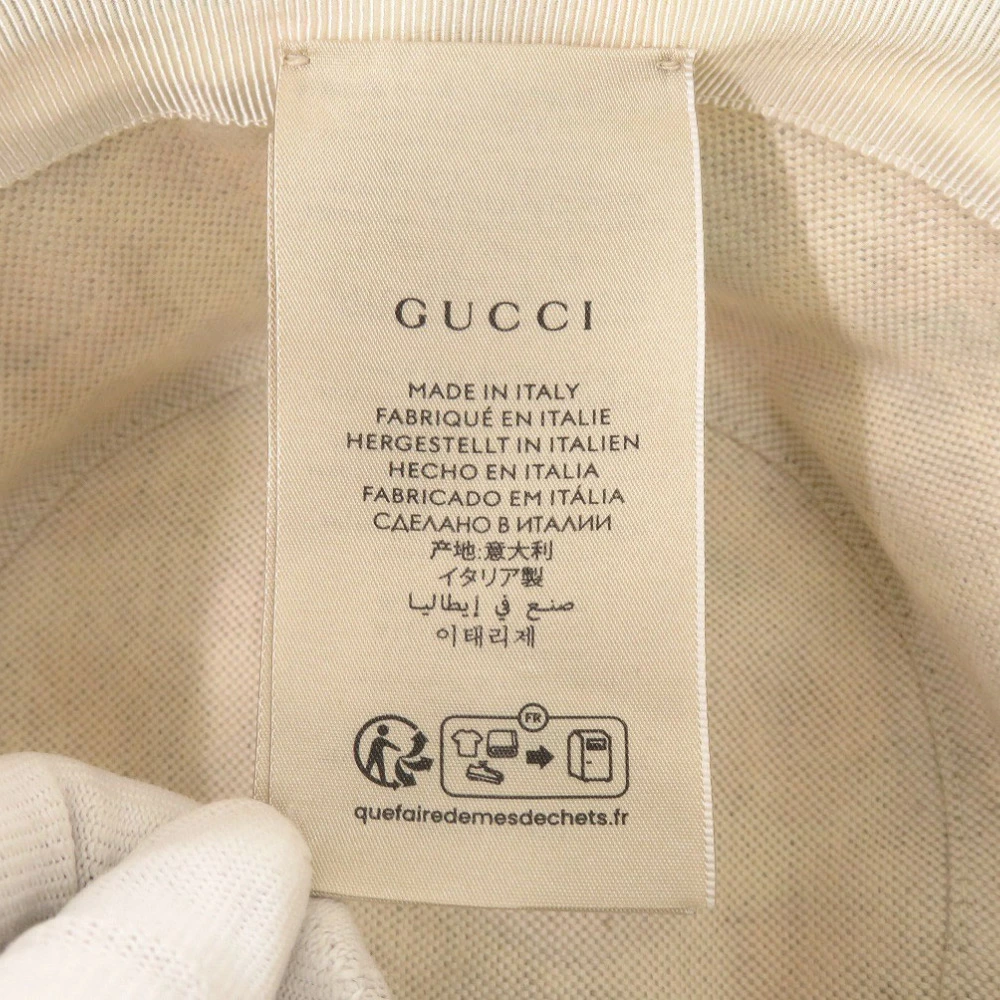 GUCCI
MADE IN ITALY
FABRIQUÉ EN ITALIE
HERGESTELLT IN ITALIEN
HECHO EN ITALIA
FABRICADO EM ITÁLIA
СДЕЛАНО В ИТАЛИИ
产地:意大利
イタリア製
صنع في إيطاليا
이태리제
FR
quefairedemesdechets.fr